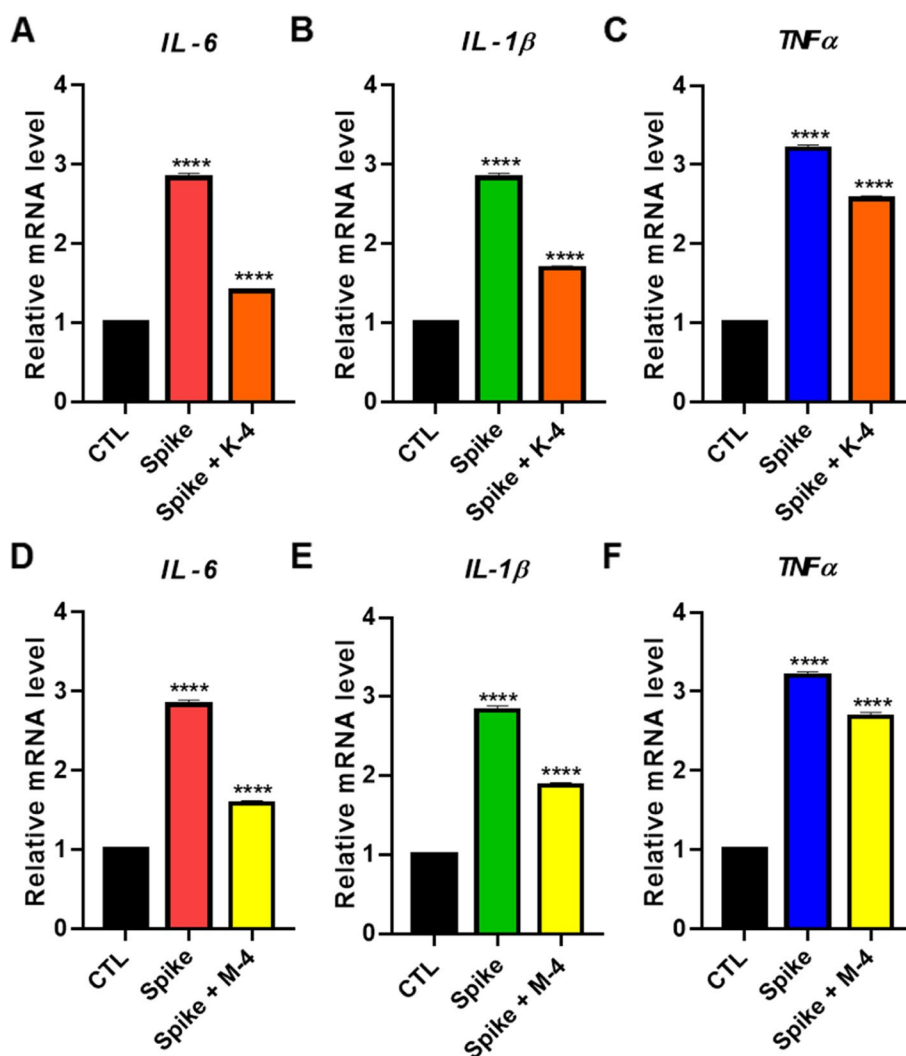 A
IL-6
Relative mRNA level
4
3
2
1
0
****
****
CTL
Spike
Spike + K-4
B
IL-1β
Relative mRNA level
4
3
2
1
0
****
****
CTL
Spike
Spike + K-4
C
TNFα
Relative mRNA level
4
3
2
1
0
****
****
CTL
Spike
Spike + K-4
D
IL-6
Relative mRNA level
4
3
2
1
0
****
****
CTL
Spike
Spike + M-4
E
IL-1β
Relative mRNA level
4
3
2
1
0
****
****
CTL
Spike
Spike + M-4
F
TNFα
Relative mRNA level
4
3
2
1
0
****
****
CTL
Spike
Spike + M-4